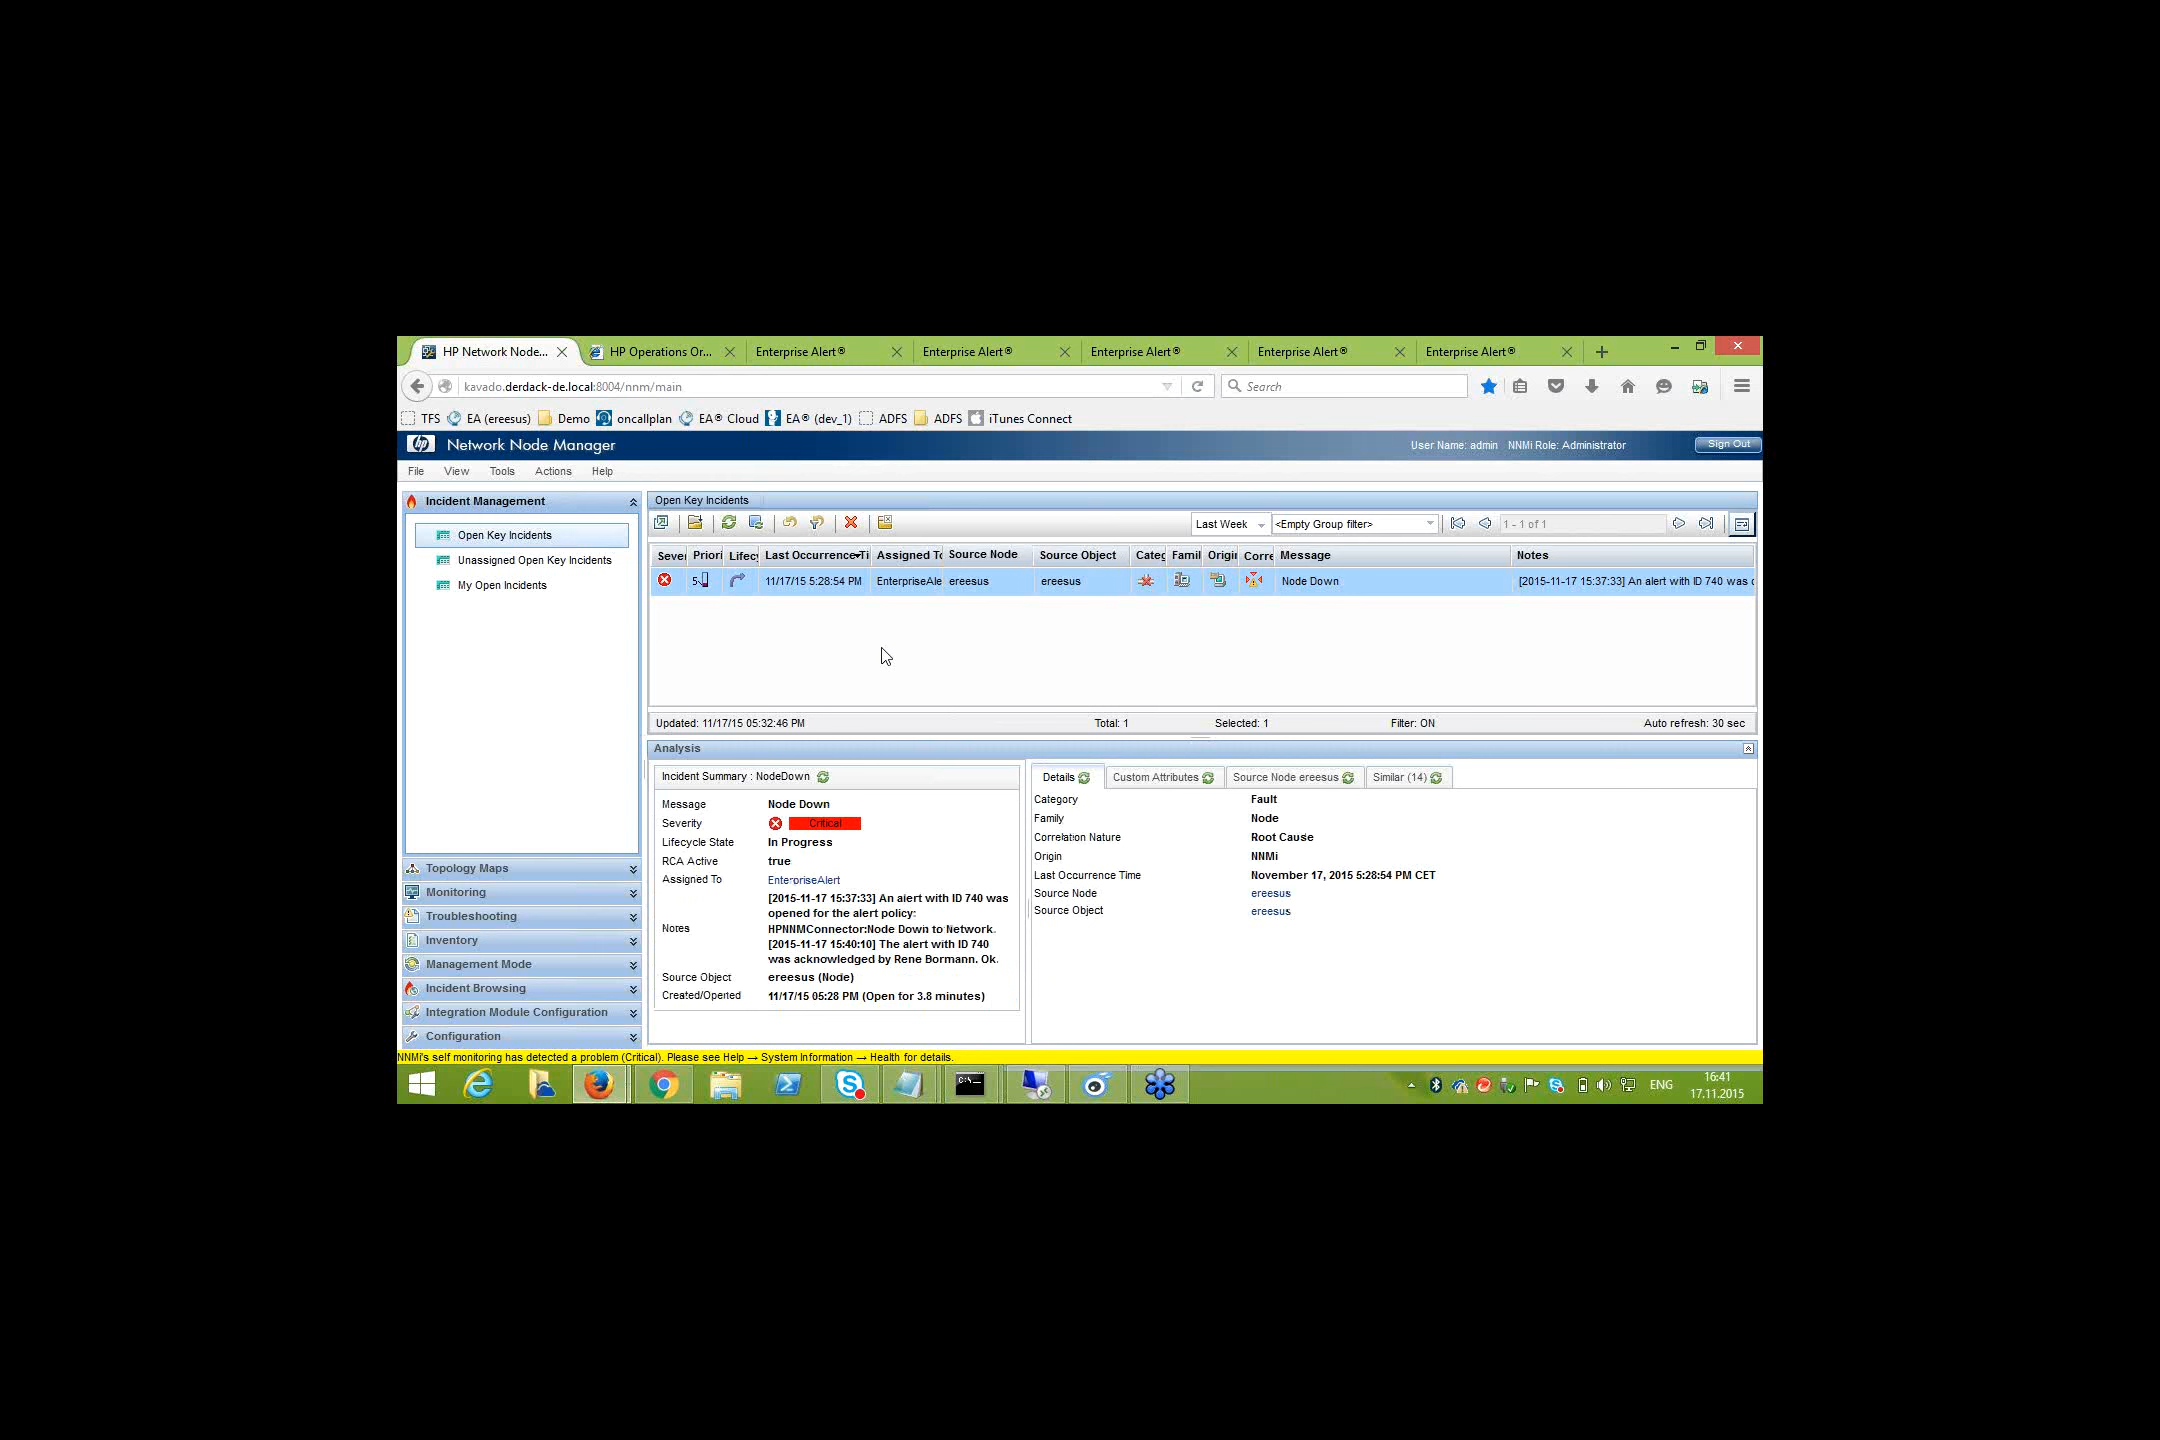 HP Network Node... HP Operations Or... Enterprise Alert® Enterprise Alert® Enterprise Alert® Enterprise Alert® Enterprise Alert®
kavado.derdack-de.local:8004/nnm/main Search
TFS EA (ereesus) Demo oncallplan EA® Cloud EA® (dev_1) ADFS ADFS iTunes Connect
hp Network Node Manager User Name: admin NNMi Role: Administrator Sign Out
File View Tools Actions Help
Incident Management
Open Key Incidents
Unassigned Open Key Incidents
My Open Incidents
Topology Maps
Monitoring
Troubleshooting
Inventory
Management Mode
Incident Browsing
Integration Module Configuration
Configuration
Open Key Incidents
Last Week <Empty Group filter> 1 - 1 of 1
Sever Priori Lifecy Last Occurrence Ti Assigned To Source Node Source Object Categ Famil Origin Corre Message Notes
5 11/17/15 5:28:54 PM EnterpriseAle ereesus ereesus Node Down [2015-11-17 15:37:33] An alert with ID 740 was o
Updated: 11/17/15 05:32:46 PM Total: 1 Selected: 1 Filter: ON Auto refresh: 30 sec
Analysis
Incident Summary : NodeDown
Message Node Down
Severity Critical
Lifecycle State In Progress
RCA Active true
Assigned To EnterpriseAlert
[2015-11-17 15:37:33] An alert with ID 740 was
opened for the alert policy:
Notes HPNNMConnector:Node Down to Network.
[2015-11-17 15:40:10] The alert with ID 740
was acknowledged by Rene Bormann. Ok.
Source Object ereesus (Node)
Created/Opened 11/17/15 05:28 PM (Open for 3.8 minutes)
Details Custom Attributes Source Node ereesus Similar (14)
Category Fault
Family Node
Correlation Nature Root Cause
Origin NNMi
Last Occurrence Time November 17, 2015 5:28:54 PM CET
Source Node ereesus
Source Object ereesus
NNMi's self monitoring has detected a problem (Critical). Please see Help → System Information → Health for details.
ENG 16:41
17.11.2015